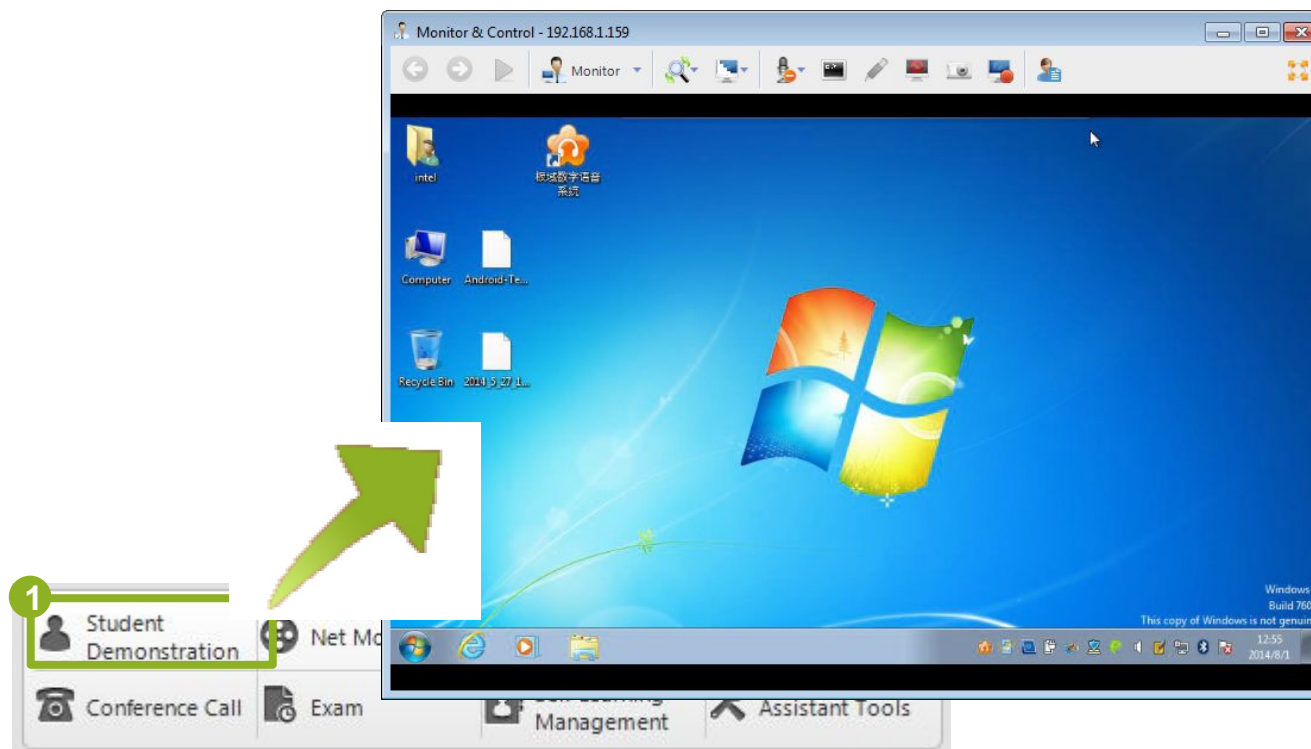 Monitor & Control - 192.168.1.159
Monitor
intel
极域数字语音
系统
Computer
Android-Te...
Recycle Bin
2014_5_27_1...
Windows
Build 760
This copy of Windows is not genuin
12:55
2014/8/1
1
Student
Demonstration
Net Mo
Conference Call
Exam
Management
Assistant Tools